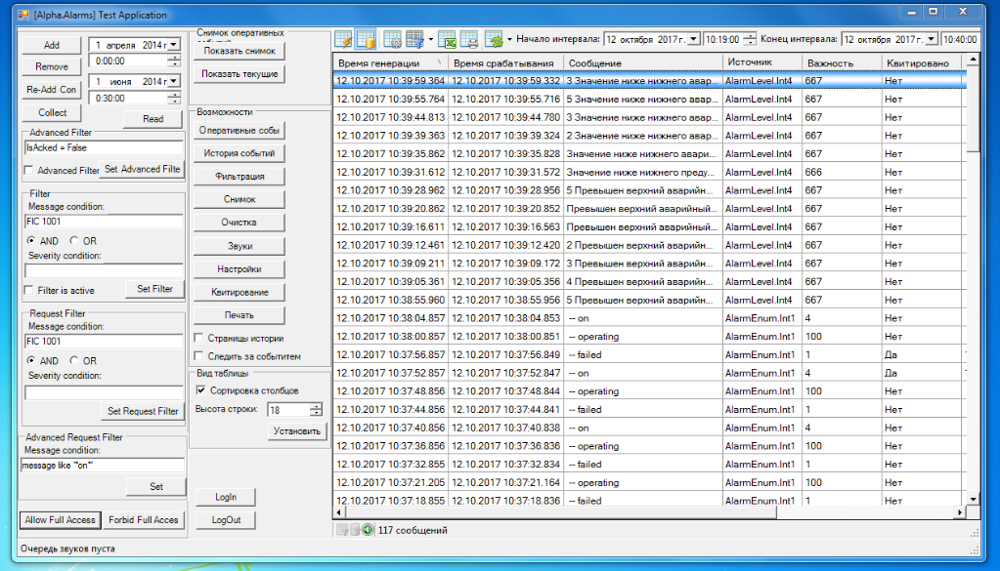 [Alpha.Alarms] Test Application
Add
1 апреля 2014 г
0:00:00
Remove
1 июня 2014 г
Re-Add Con
0:30:00
Collect
Read
Advanced Filter
IsAcked = False
Advanced Filter
Set Advanced Filte
Filter
Message condition:
FIC 1001
AND
OR
Severity condition:
Filter is active
Set Filter
Request Filter
Message condition:
FIC 1001
AND
OR
Severity condition:
Set Request Filter
Advanced Request Filter
Message condition:
message like "*on*"
Set
Allow Full Access
Forbid Full Acces
Очередь звуков пуста
Снимок оперативных
Показать снимок
Показать текущие
Возможности
Оперативные собы
История событий
Фильтрация
Снимок
Очистка
Звуки
Настройки
Квитирование
Печать
Страницы истории
Следить за событитем
Вид таблицы
Сортировка столбцов
Высота строки: 18
Установить
LogIn
LogOut
Начало интервала: 12 октября 2017 г. 10:19:00 Конец интервала: 12 октября 2017 г. 10:40:00
Время генерации Время срабатывания Сообщение Источник Важность Квитировано
12.10.2017 10:39:59.364 12.10.2017 10:39:59.332 3 Значение ниже нижнего авар... AlarmLevel.Int4 667 Нет
12.10.2017 10:39:55.764 12.10.2017 10:39:55.716 5 Значение ниже нижнего авар... AlarmLevel.Int4 667 Нет
12.10.2017 10:39:44.813 12.10.2017 10:39:44.780 3 Значение ниже нижнего авар... AlarmLevel.Int4 667 Нет
12.10.2017 10:39:39.363 12.10.2017 10:39:39.324 2 Значение ниже нижнего авар... AlarmLevel.Int4 667 Нет
12.10.2017 10:39:35.862 12.10.2017 10:39:35.828 Значение ниже нижнего авари... AlarmLevel.Int4 667 Нет
12.10.2017 10:39:31.612 12.10.2017 10:39:31.572 Значение ниже нижнего преду... AlarmLevel.Int4 666 Нет
12.10.2017 10:39:28.962 12.10.2017 10:39:28.956 5 Превышен верхний аварийн... AlarmLevel.Int4 667 Нет
12.10.2017 10:39:20.862 12.10.2017 10:39:20.852 Превышен верхний аварийный... AlarmLevel.Int4 667 Нет
12.10.2017 10:39:16.611 12.10.2017 10:39:16.563 Превышен верхний аварийный... AlarmLevel.Int4 667 Нет
12.10.2017 10:39:12.461 12.10.2017 10:39:12.420 2 Превышен верхний аварийн... AlarmLevel.Int4 667 Нет
12.10.2017 10:39:09.211 12.10.2017 10:39:09.172 3 Превышен верхний аварийн... AlarmLevel.Int4 667 Нет
12.10.2017 10:39:05.361 12.10.2017 10:39:05.356 4 Превышен верхний аварийн... AlarmLevel.Int4 667 Нет
12.10.2017 10:38:55.960 12.10.2017 10:38:55.956 5 Превышен верхний аварийн... AlarmLevel.Int4 667 Нет
12.10.2017 10:38:04.857 12.10.2017 10:38:04.853 -- on AlarmEnum.Int1 4 Нет
12.10.2017 10:38:00.857 12.10.2017 10:38:00.851 -- operating AlarmEnum.Int1 100 Нет
12.10.2017 10:37:56.857 12.10.2017 10:37:56.849 -- failed AlarmEnum.Int1 1 Да
12.10.2017 10:37:52.857 12.10.2017 10:37:52.847 -- on AlarmEnum.Int1 4 Да
12.10.2017 10:37:48.856 12.10.2017 10:37:48.844 -- operating AlarmEnum.Int1 100 Нет
12.10.2017 10:37:44.856 12.10.2017 10:37:44.841 -- failed AlarmEnum.Int1 1 Нет
12.10.2017 10:37:40.856 12.10.2017 10:37:40.838 -- on AlarmEnum.Int1 4 Нет
12.10.2017 10:37:36.856 12.10.2017 10:37:36.836 -- operating AlarmEnum.Int1 100 Нет
12.10.2017 10:37:32.855 12.10.2017 10:37:32.834 -- failed AlarmEnum.Int1 1 Нет
12.10.2017 10:37:21.205 12.10.2017 10:37:21.164 -- operating AlarmEnum.Int1 100 Нет
12.10.2017 10:37:18.855 12.10.2017 10:37:18.836 -- failed AlarmEnum.Int1 1 Нет
117 сообщений